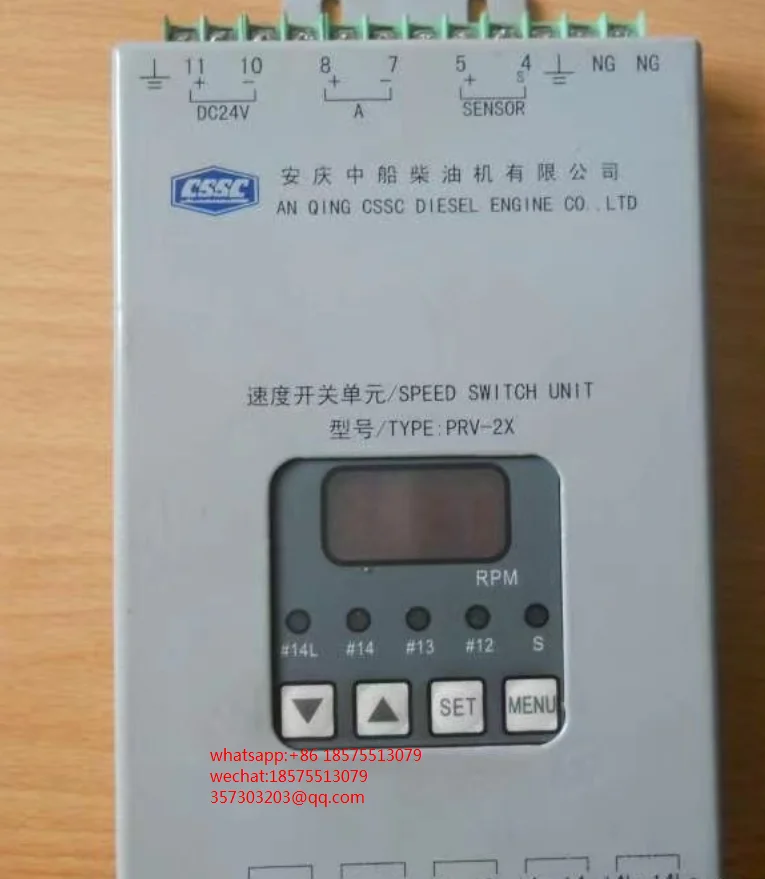 11 10 8 7 5 4 NG NG
+ - + - + S
DC24V A SENSOR
CSSC
安庆中船柴油机有限公司
AN QING CSSC DIESEL ENGINE CO.,LTD
速度开关单元/SPEED SWITCH UNIT
型号/TYPE:PRV-2X
RPM
#14L #14 #13 #12 S
SET MENU
whatsapp:+86 18575513079
wechat:18575513079
357303203@qq.com